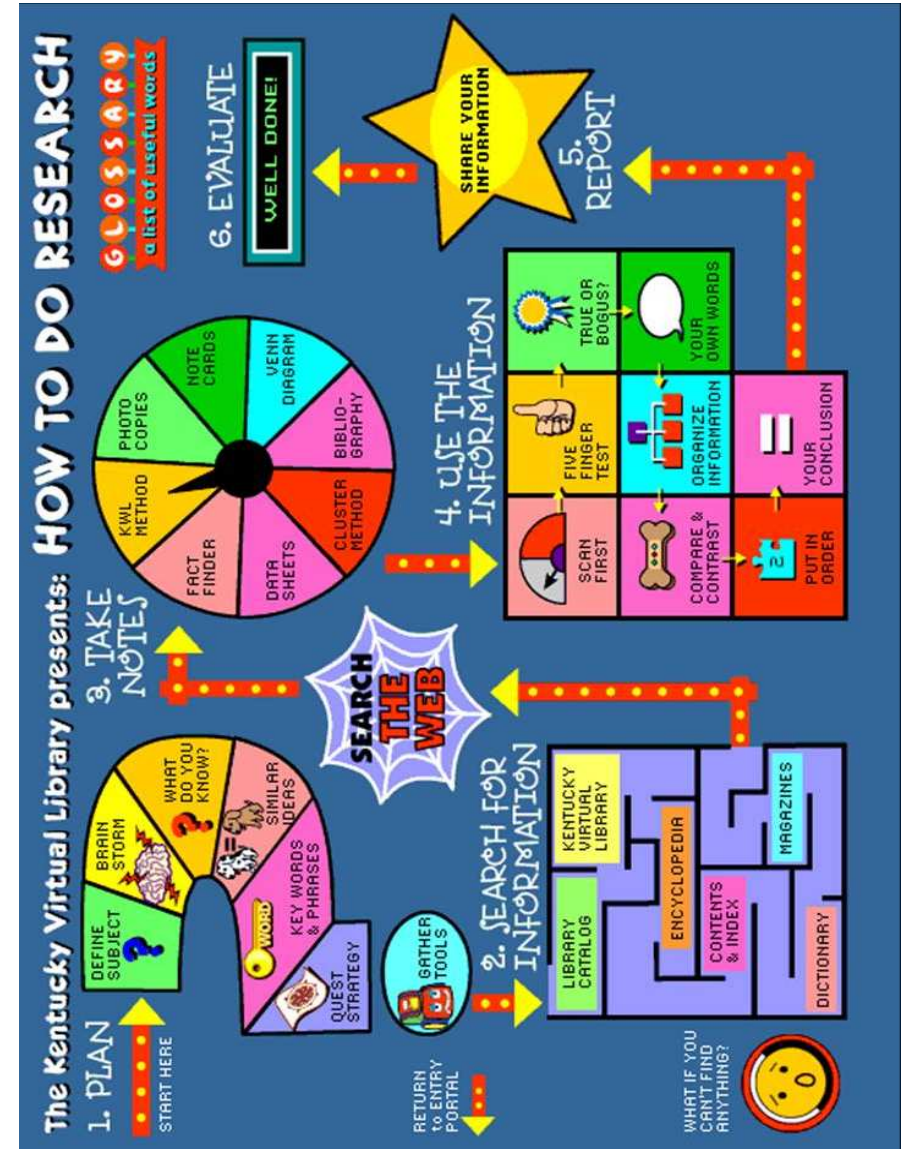 The Kentucky Virtual Library presents: HOW TO DO RESEARCH
1. PLAN
START HERE
DEFINE
SUBJECT
BRAIN
STORM
WHAT
DO YOU
KNOW?
SIMILAR
IDEAS
KEY WORDS
& PHRASES
WORD
QUEST
STRATEGY
GATHER
TOOLS
RETURN
to ENTRY
PORTAL
2. SEARCH FOR
INFORMATION
LIBRARY
CATALOG
KENTUCKY
VIRTUAL
LIBRARY
ENCYCLOPEDIA
CONTENTS
& INDEX
MAGAZINES
DICTIONARY
WHAT IF YOU
CAN'T FIND
ANYTHING?
SEARCH
THE
WEB
3. TAKE
NOTES
KWL
METHOD
PHOTO
COPIES
NOTE
CARDS
VENN
DIAGRAM
BIBLIO-
GRAPHY
CLUSTER
METHOD
DATA
SHEETS
FACT
FINDER
4. USE THE
INFORMATION
SCAN
FIRST
FIVE
FINGER
TEST
TRUE OR
BOGUS?
YOUR
OWN WORDS
ORGANIZE
INFORMATION
COMPARE &
CONTRAST
2
PUT IN
ORDER
YOUR
CONCLUSION
5.
REPORT
SHARE YOUR
INFORMATION
6. EVALUATE
WELL DONE!
GLOSSARY
a list of useful words